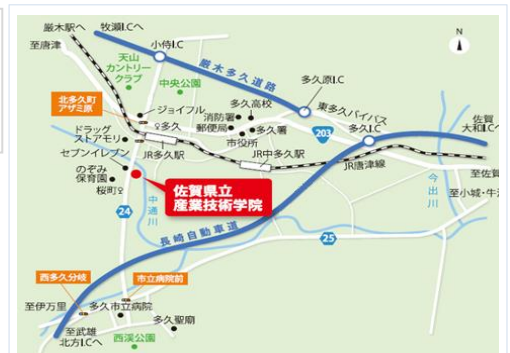 厳木駅へ
牧瀬I.Cへ
至唐津
小侍I.C
N
天山
カントリー
クラブ
中央公園
厳木多久道路
多久原I.C
北多久町
アザミ原
ジョイフル
多久高校
消防署
東多久バイパス
佐賀
大和I.Cへ
ドラッグ
ストアモリ
多久
郵便局
多久署
203
多久I.C
市役所
セブンイレブン
JR多久駅
JR中多久駅
JR唐津線
のぞみ
保育園
桜町
佐賀県立
産業技術学院
至佐賀
今出川
至小城・牛津
中通川
24
長崎自動車道
25
西多久分岐
市立病院前
至伊万里
多久市立病院
多久聖廟
至武雄
北方I.Cへ
西渓公園